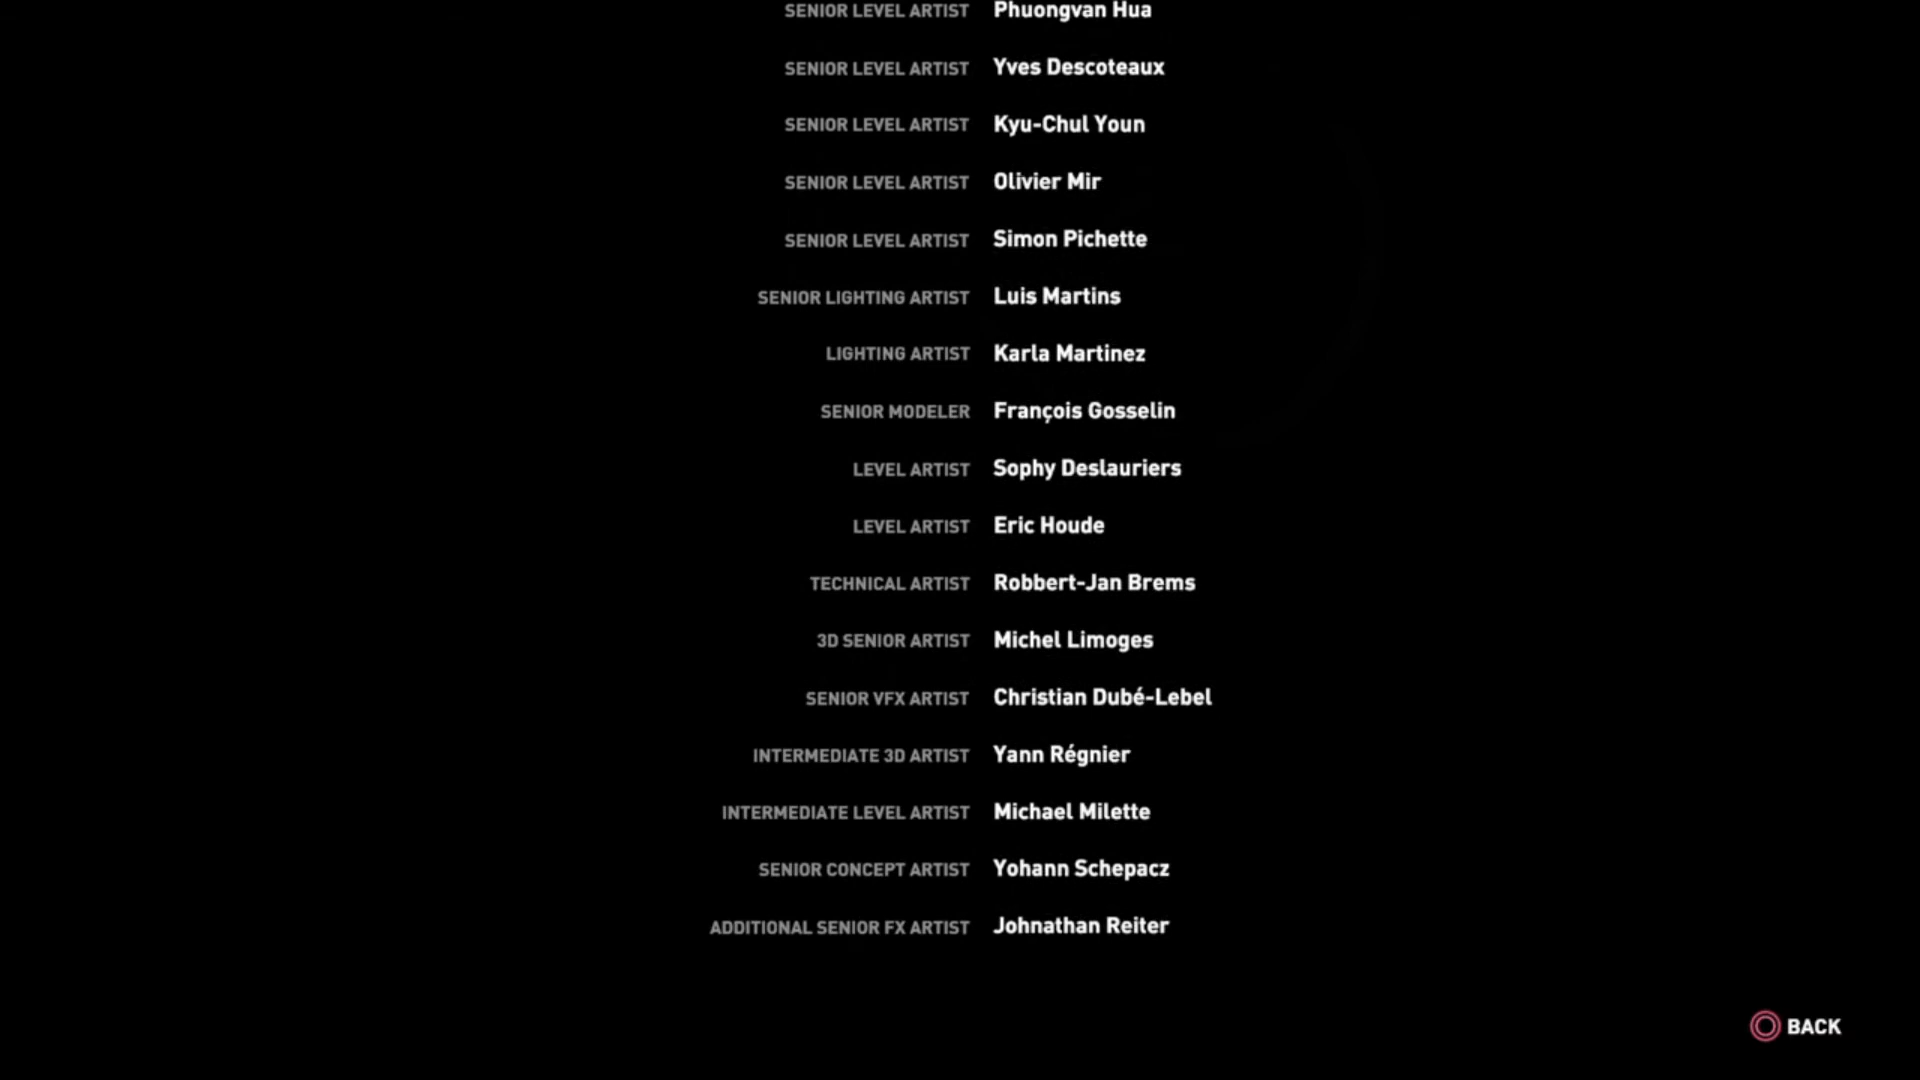 SENIOR LEVEL ARTIST Phuongvan Hua
SENIOR LEVEL ARTIST Yves Descoteaux
SENIOR LEVEL ARTIST Kyu-Chul Youn
SENIOR LEVEL ARTIST Olivier Mir
SENIOR LEVEL ARTIST Simon Pichette
SENIOR LIGHTING ARTIST Luis Martins
LIGHTING ARTIST Karla Martinez
SENIOR MODELER François Gosselin
LEVEL ARTIST Sophy Deslauriers
LEVEL ARTIST Eric Houde
TECHNICAL ARTIST Robbert-Jan Brems
3D SENIOR ARTIST Michel Limoges
SENIOR VFX ARTIST Christian Dubé-Lebel
INTERMEDIATE 3D ARTIST Yann Régnier
INTERMEDIATE LEVEL ARTIST Michael Milette
SENIOR CONCEPT ARTIST Yohann Schepacz
ADDITIONAL SENIOR FX ARTIST Johnathan Reiter
BACK